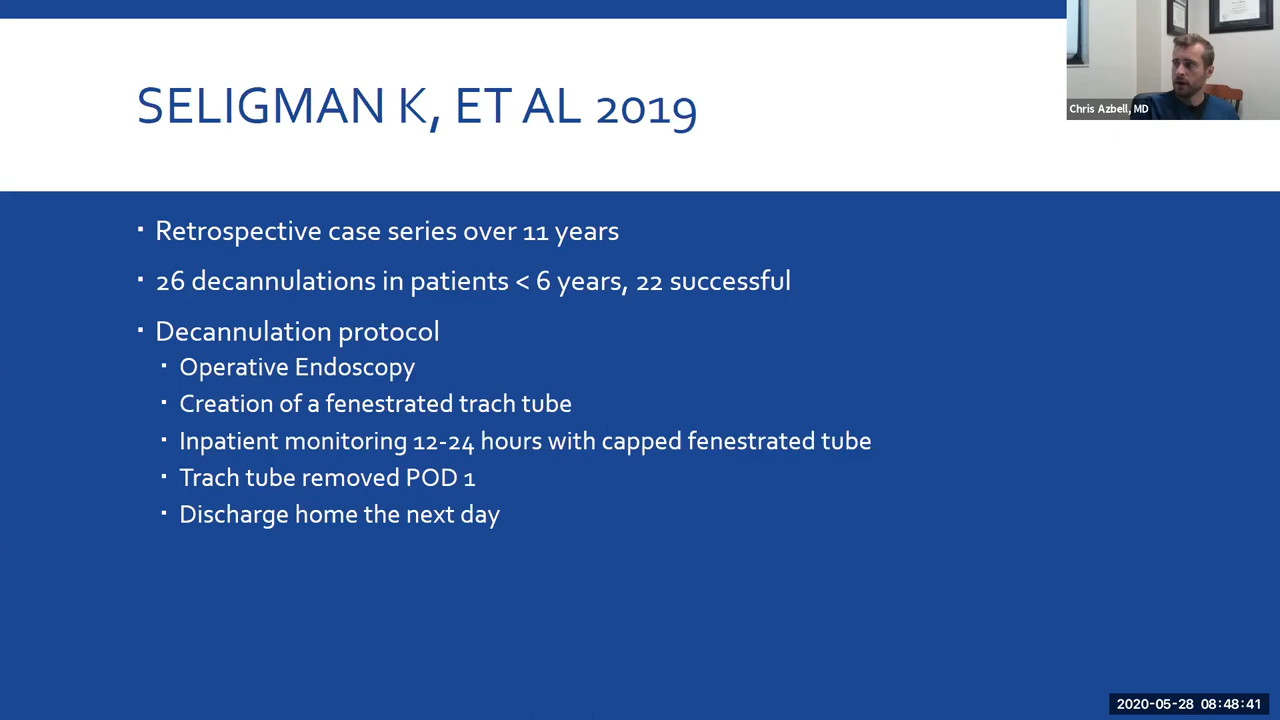 SELIGMAN K, ET AL 2019
Chris Azbell, MD
▪ Retrospective case series over 11 years
▪ 26 decannulations in patients < 6 years, 22 successful
▪ Decannulation protocol
▪ Operative Endoscopy
▪ Creation of a fenestrated trach tube
▪ Inpatient monitoring 12-24 hours with capped fenestrated tube
▪ Trach tube removed POD 1
▪ Discharge home the next day
2020-05-28 08:48:41